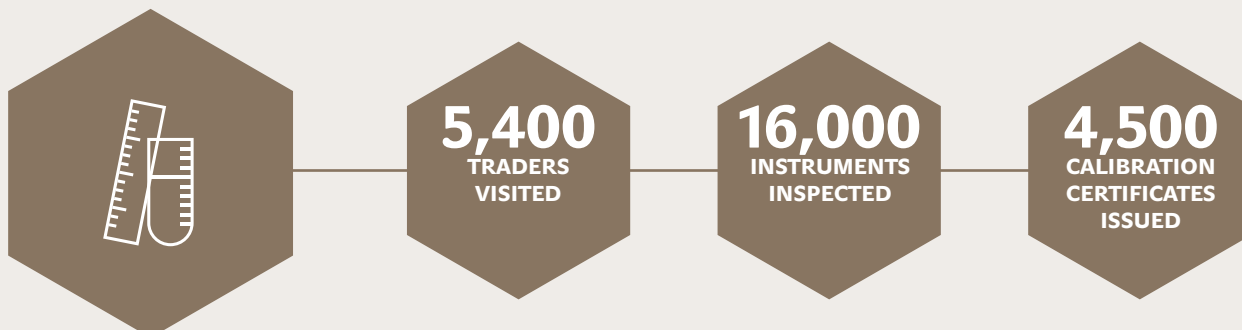 5,400
TRADERS
VISITED
16,000
INSTRUMENTS
INSPECTED
4,500
CALIBRATION
CERTIFICATES
ISSUED